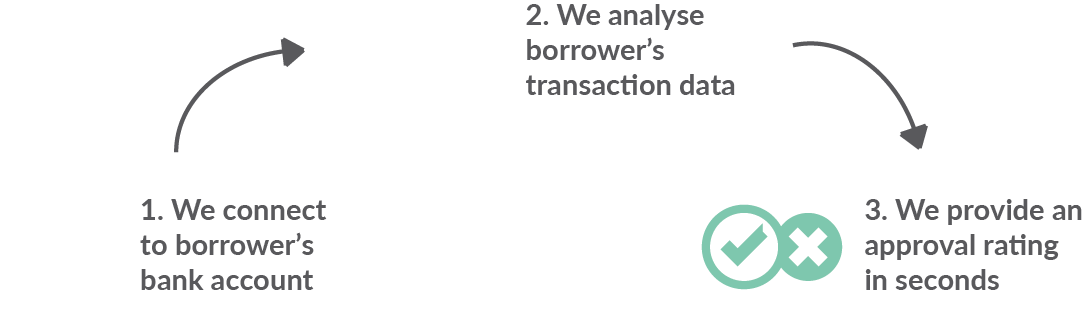 1. We connect
to borrower’s
bank account
2. We analyse
borrower’s
transaction data
3. We provide an
approval rating
in seconds